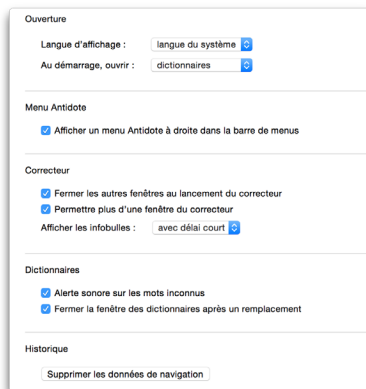 Ouverture
Langue d'affichage : langue du système
Au démarrage, ouvrir : dictionnaires
Menu Antidote
Afficher un menu Antidote à droite dans la barre de menus
Correcteur
Fermer les autres fenêtres au lancement du correcteur
Permettre plus d'une fenêtre du correcteur
Afficher les infobulles : avec délai court
Dictionnaires
Alerte sonore sur les mots inconnus
Fermer la fenêtre des dictionnaires après un remplacement
Historique
Supprimer les données de navigation